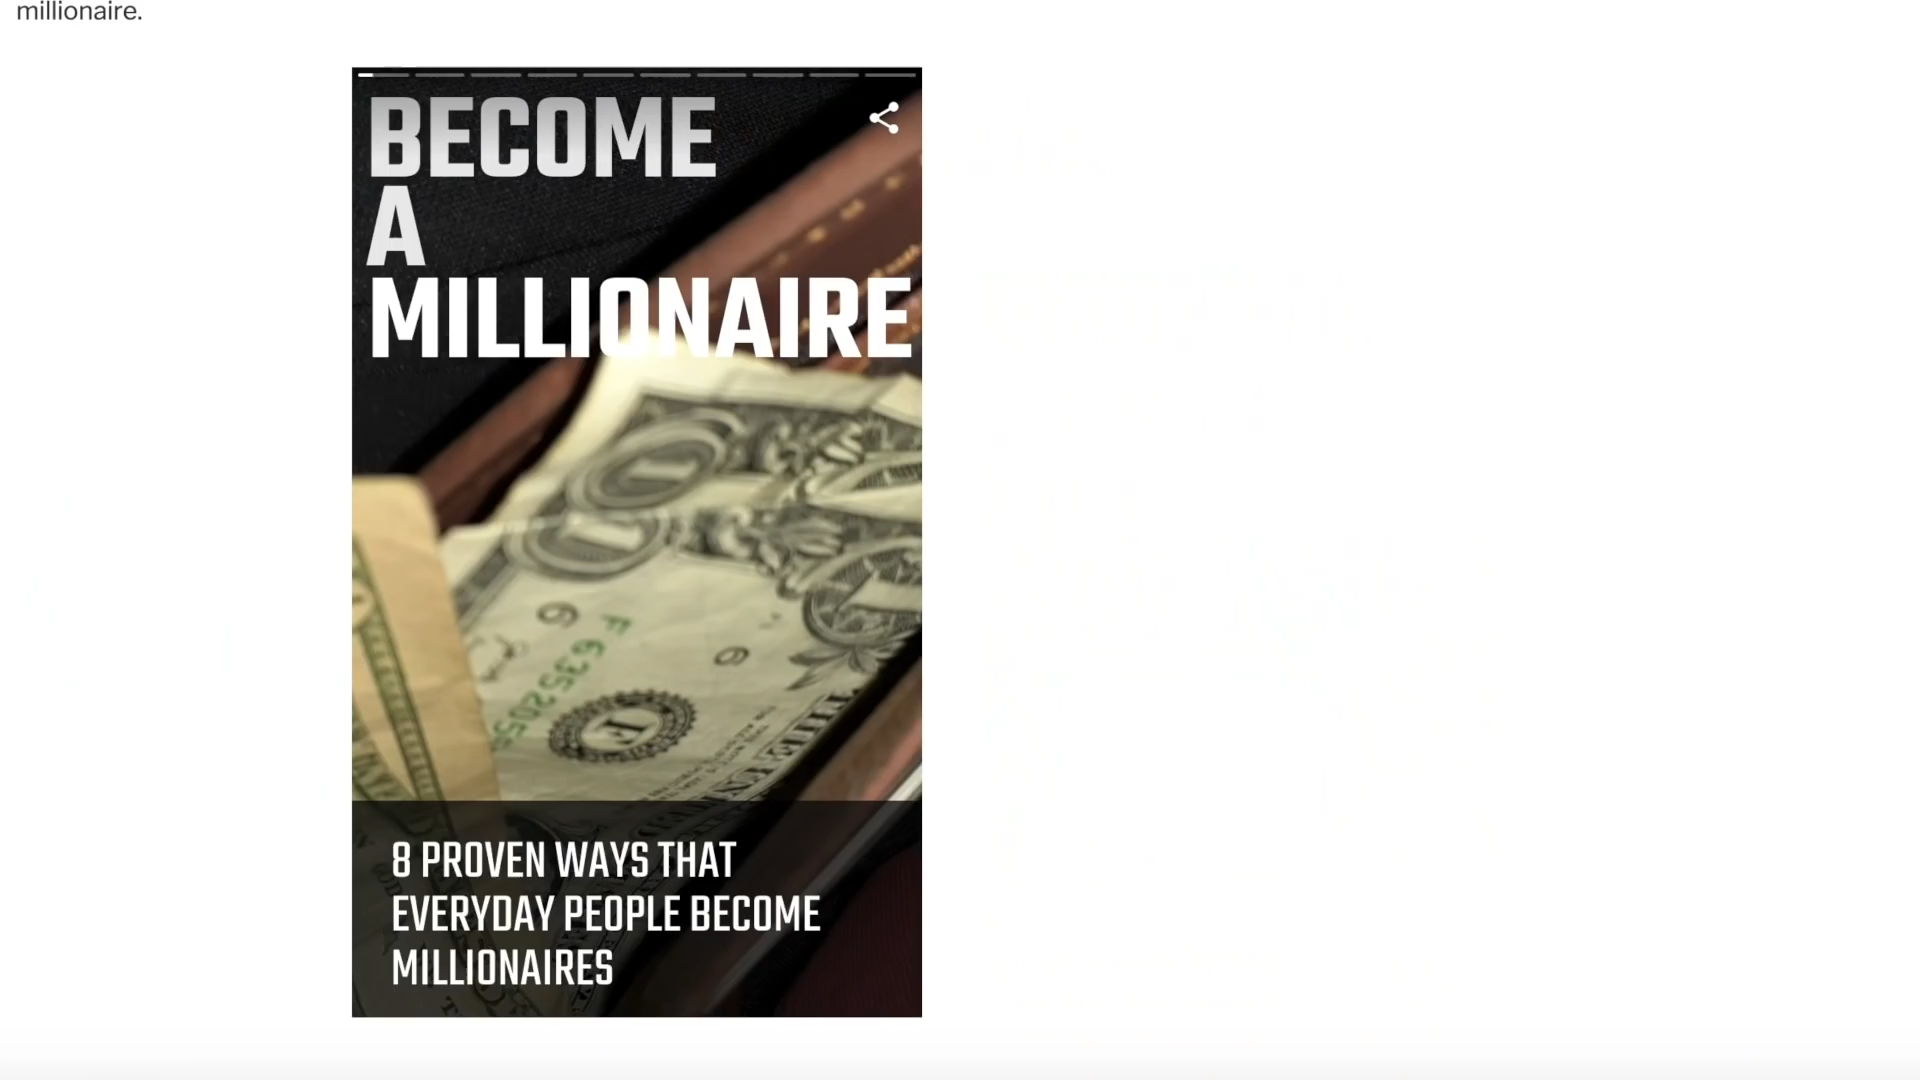 millionaire.
BECOME
A
MILLIONAIRE
8 PROVEN WAYS THAT
EVERYDAY PEOPLE BECOME
MILLIONAIRES